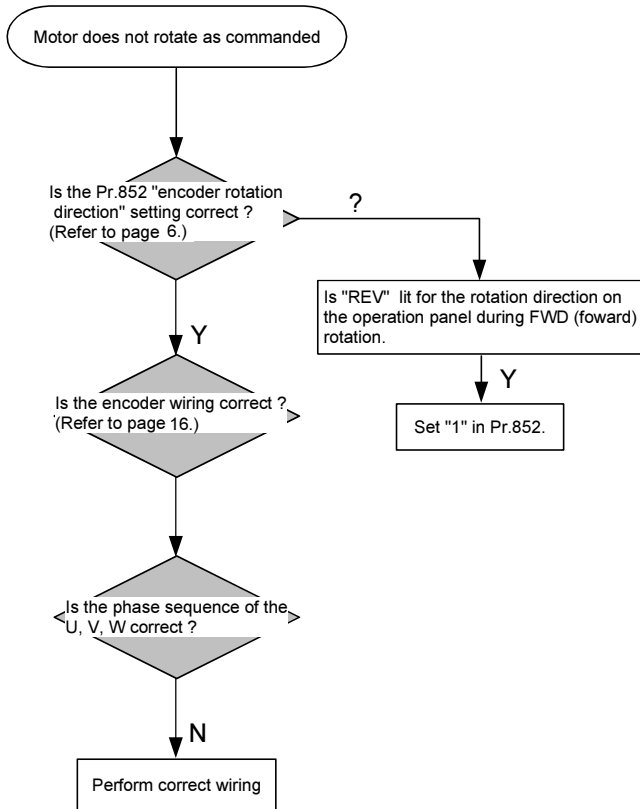 Motor does not rotate as commanded
Is the Pr.852 "encoder rotation
direction" setting correct ?
(Refer to page 6.)
?
Is "REV" lit for the rotation direction on
the operation panel during FWD (foward)
rotation.
Y
Y
Is the encoder wiring correct ?
(Refer to page 16.)
Set "1" in Pr.852.
Is the phase sequence of the
U, V, W correct ?
N
Perform correct wiring